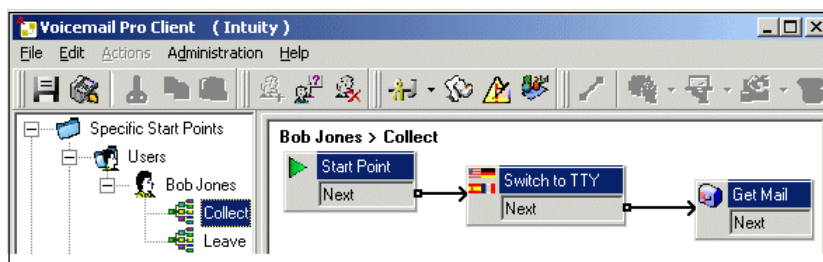 Voicemail Pro Client   ( Intuity )
File Edit Actions Administration Help
Specific Start Points
Users
Bob Jones
Collect
Leave
Bob Jones > Collect
Start Point
Next
Switch to TTY
Next
Get Mail
Next